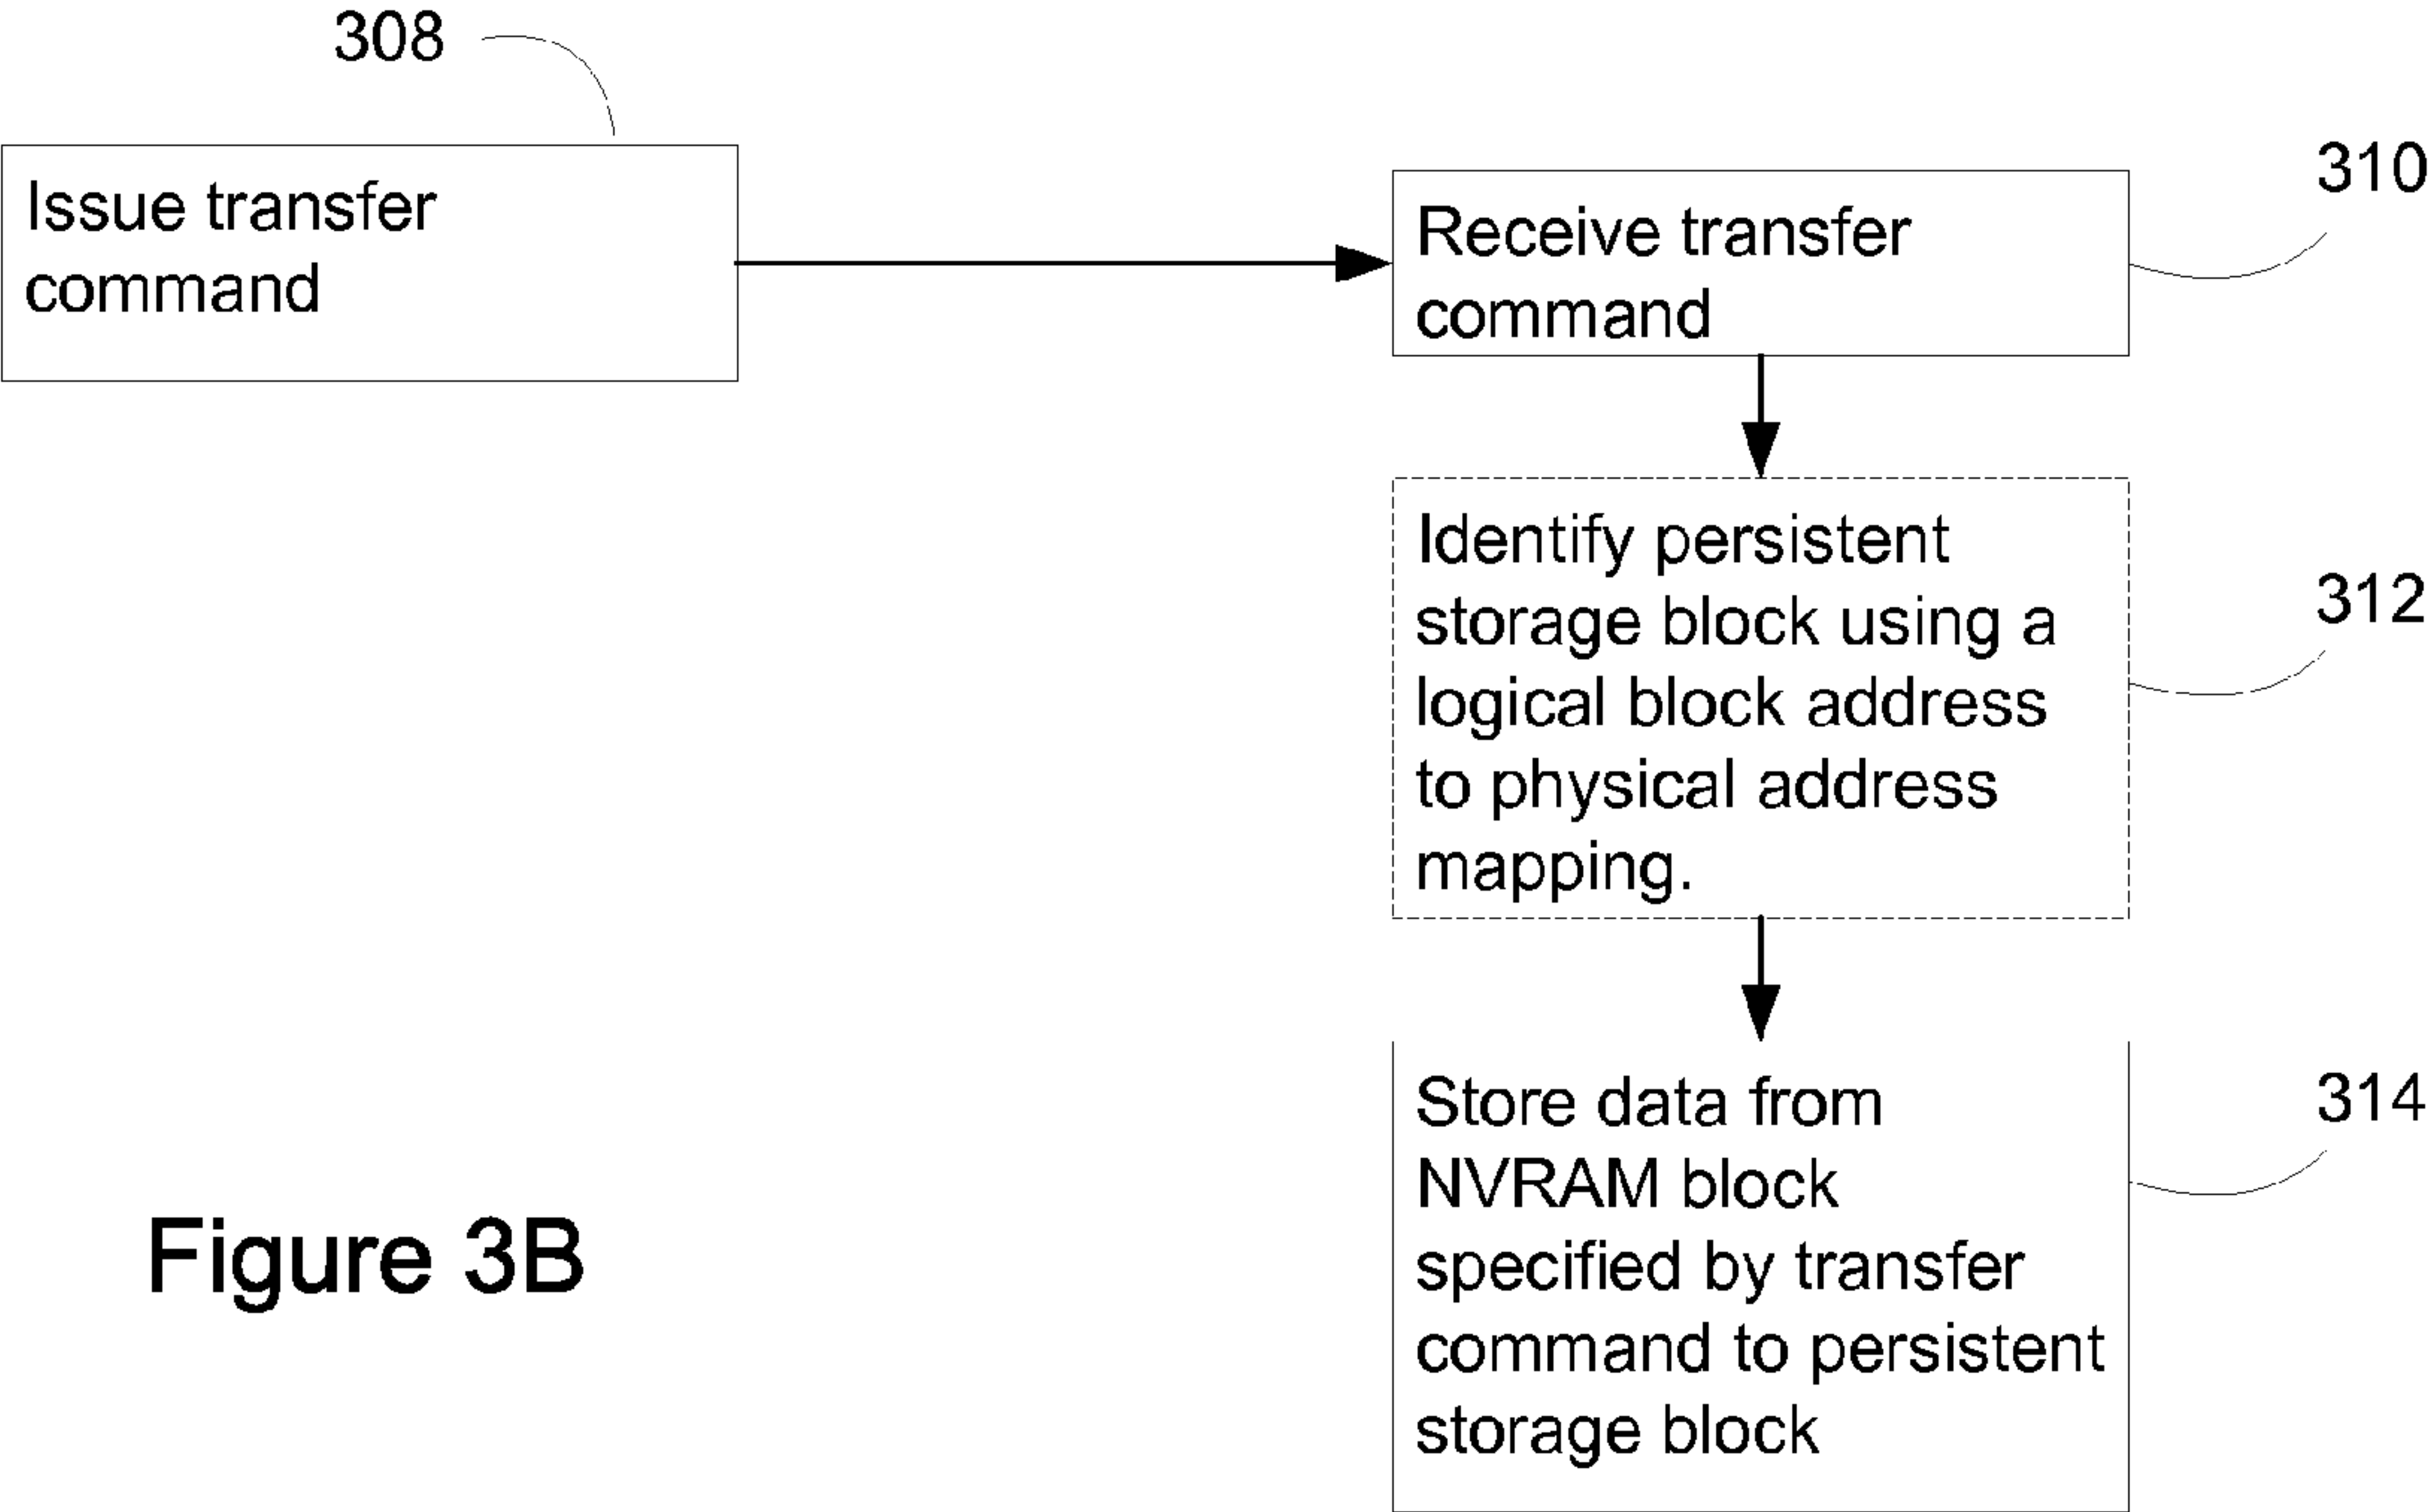 308
Issue transfer
command
310
Receive transfer
command
312
Identify persistent
storage block using a
logical block address
to physical address
mapping.
314
Store data from
NVRAM block
specified by transfer
command to persistent
storage block
Figure 3B